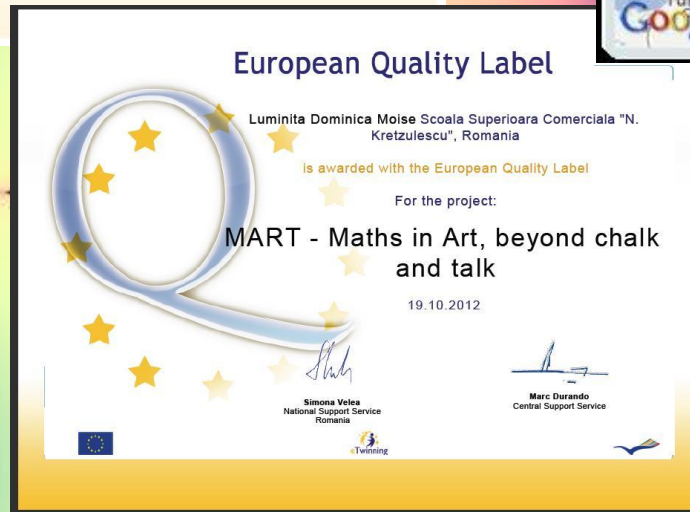 Goo
European Quality Label
Luminita Dominica Moise Scoala Superioara Comerciala "N.
Kretzulescu", Romania
is awarded with the European Quality Label
For the project:
MART - Maths in Art, beyond chalk
and talk
19.10.2012
Simona Velea
National Support Service
Romania
Marc Durando
Central Support Service
eTwinning